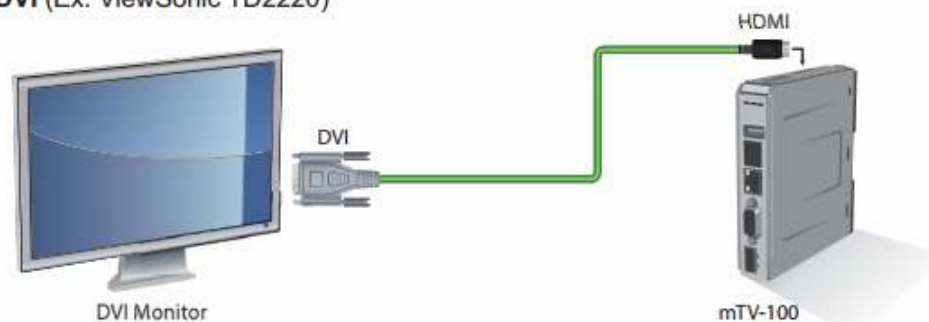 DVI (Ex. ViewSonic TD2220)
HDMI
DVI
DVI Monitor
mTV-100